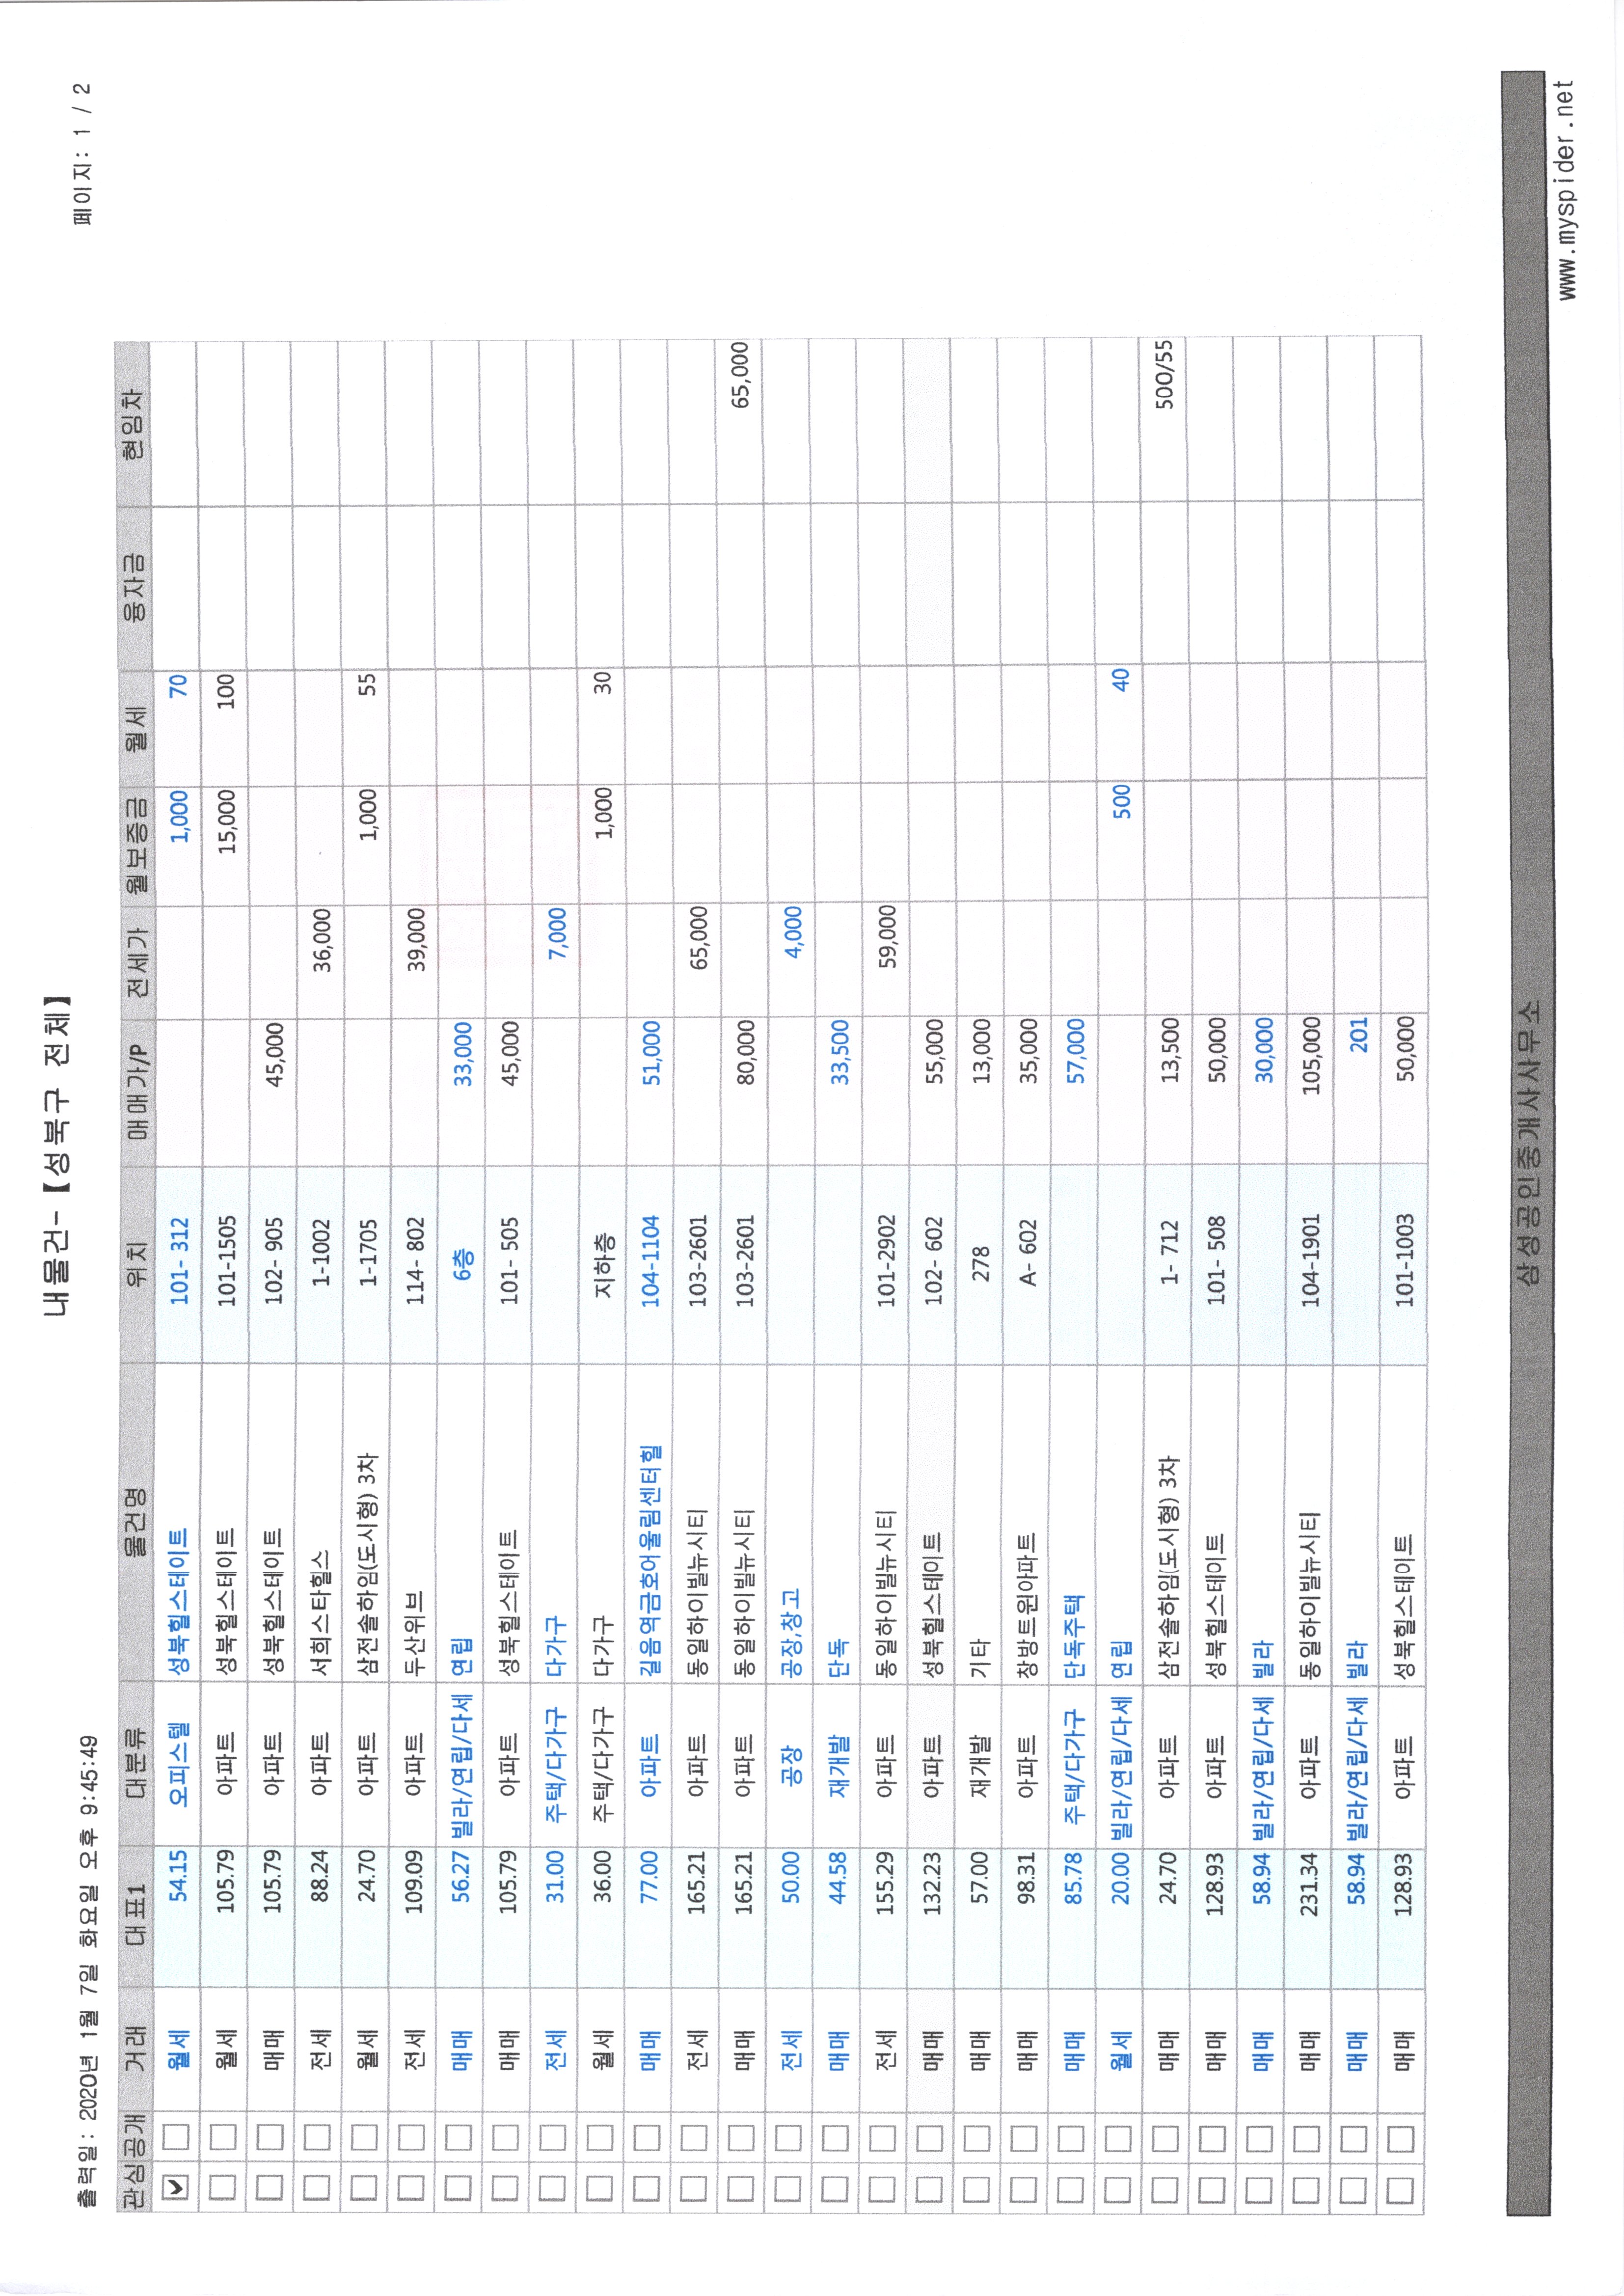 내물건-【성북구 전체】
출력일: 2020년 1월 7일 화요일 오후 9:45:49
페이지: 1 / 2
관심 공개 거래 대표1 대분류 물건명 위치 매매가/P 전세가 월보증금 월세 융자금 현임차
월세 54.15 오피스텔 성북힐스테이트 101- 312 1,000 70
월세 105.79 아파트 성북힐스테이트 101-1505 15,000 100
매매 105.79 아파트 성북힐스테이트 102- 905 45,000
전세 88.24 아파트 서희스타힐스 1-1002 36,000
월세 24.70 아파트 삼전솔하임(도시형) 3차 1-1705 1,000 55
전세 109.09 아파트 두산위브 114- 802 39,000
매매 56.27 빌라/연립/다세 연립 6층 33,000
매매 105.79 아파트 성북힐스테이트 101- 505 45,000
전세 31.00 주택/다가구 다가구 7,000
월세 36.00 주택/다가구 다가구 지하층 1,000 30
매매 77.00 아파트 길음역금호어울림센터힐 104-1104 51,000
전세 165.21 아파트 동일하이빌뉴시티 103-2601 65,000
매매 165.21 아파트 동일하이빌뉴시티 103-2601 80,000 65,000
전세 50.00 공장 공장,창고 4,000
매매 44.58 재개발 단독 33,500
전세 155.29 아파트 동일하이빌뉴시티 101-2902 59,000
매매 132.23 아파트 성북힐스테이트 102- 602 55,000
매매 57.00 재개발 기타 278 13,000
매매 98.31 아파트 창방트윈아파트 A- 602 35,000
매매 85.78 주택/다가구 단독주택 57,000
월세 20.00 빌라/연립/다세 연립 500 40
매매 24.70 아파트 삼전솔하임(도시형) 3차 1- 712 13,500 500/55
매매 128.93 아파트 성북힐스테이트 101- 508 50,000
매매 58.94 빌라/연립/다세 빌라 30,000
매매 231.34 아파트 동일하이빌뉴시티 104-1901 105,000
매매 58.94 빌라/연립/다세 빌라 201
매매 128.93 아파트 성북힐스테이트 101-1003 50,000
삼성공인중개사사무소
www.myspider.net